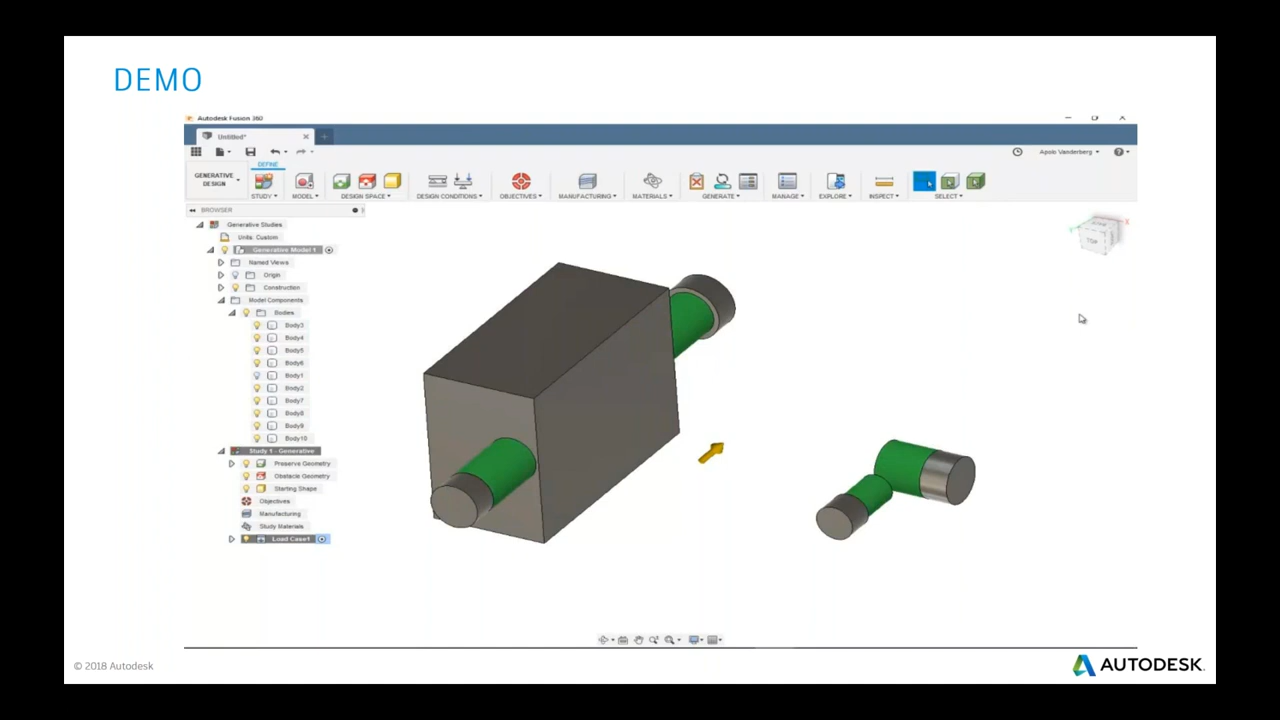 DEMO
Autodesk Fusion 360
Untitled*
Apolo Vanderberg
DEFINE
GENERATIVE
DESIGN
STUDY
MODEL
DESIGN SPACE
DESIGN CONDITIONS
OBJECTIVES
MANUFACTURING
MATERIALS
GENERATE
MANAGE
EXPLORE
INSPECT
SELECT
BROWSER
Generative Studies
Units: Custom
Generative Model 1
Named Views
Origin
Construction
Model Components
Bodies
Body3
Body4
Body5
Body6
Body1
Body2
Body7
Body8
Body9
Body10
Study 1 - Generative
Preserve Geometry
Obstacle Geometry
Starting Shape
Objectives
Manufacturing
Study Materials
Load Case1
TOP
X
© 2018 Autodesk
AUTODESK.